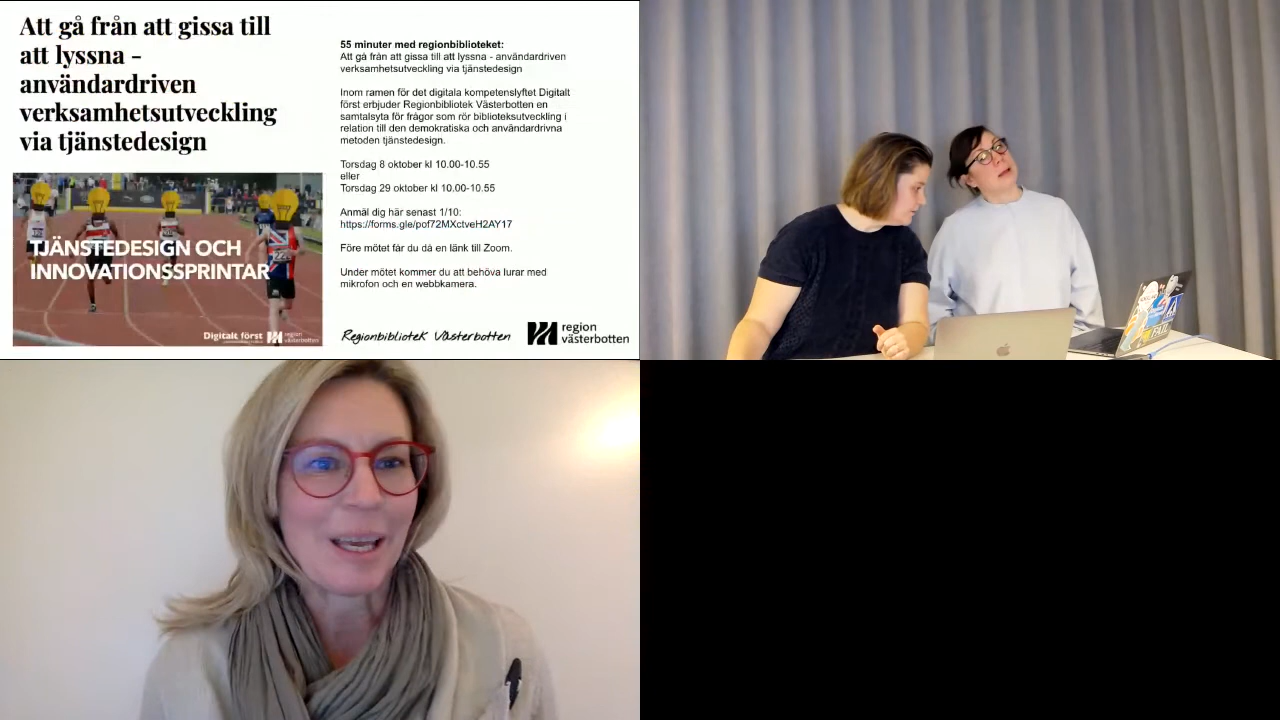 Att gå från att gissa till
att lyssna -
användardriven
verksamhetsutveckling
via tjänstedesign
TJÄNSTEDESIGN OCH
INNOVATIONSSPRINTAR
Digitalt först
region
västerbotten
55 minuter med regionbiblioteket:
Att gå från att gissa till att lyssna - användardriven
verksamhetsutveckling via tjänstedesign
Inom ramen för det digitala kompetenslyftet Digitalt
först erbjuder Regionbibliotek Västerbotten en
samtalsyta för frågor som rör biblioteksutveckling i
relation till den demokratiska och användardrivna
metoden tjänstedesign.
Torsdag 8 oktober kl 10.00-10.55
eller
Torsdag 29 oktober kl 10.00-10.55
Anmäl dig här senast 1/10:
https://forms.gle/pof72MXctveH2AY17
Före mötet får du då en länk till Zoom.
Under mötet kommer du att behöva lurar med
mikrofon och en webbkamera.
Regionbibliotek Västerbotten
region
västerbotten
FAIL